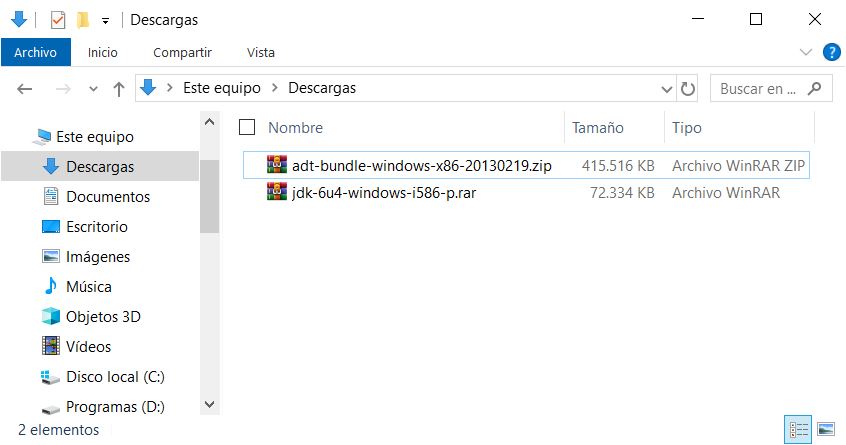 Descargas
Archivo Inicio Compartir Vista
Este equipo Descargas Buscar en ...
Nombre Tamaño Tipo
Este equipo
Descargas
Documentos
Escritorio
Imágenes
Música
Objetos 3D
Vídeos
Disco local (C:)
Programas (D:)
adt-bundle-windows-x86-20130219.zip 415.516 KB Archivo WinRAR ZIP
jdk-6u4-windows-i586-p.rar 72.334 KB Archivo WinRAR
2 elementos